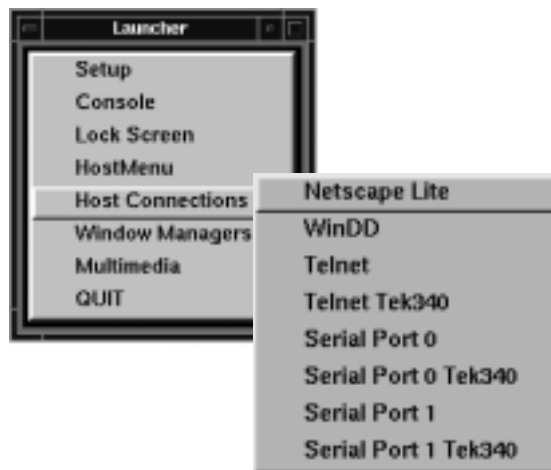 Launcher
Setup
Console
Lock Screen
HostMenu
Host Connections
Window Managers
Multimedia
QUIT
Netscape Lite
WinDD
Telnet
Telnet Tek340
Serial Port 0
Serial Port 0 Tek340
Serial Port 1
Serial Port 1 Tek340